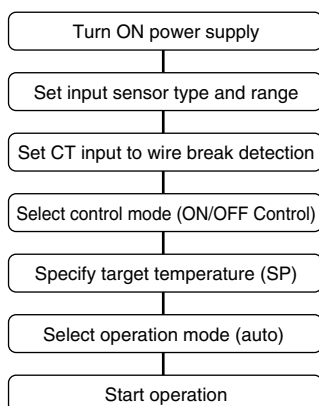 Turn ON power supply
Set input sensor type and range
Set CT input to wire break detection
Select control mode (ON/OFF Control)
Specify target temperature (SP)
Select operation mode (auto)
Start operation